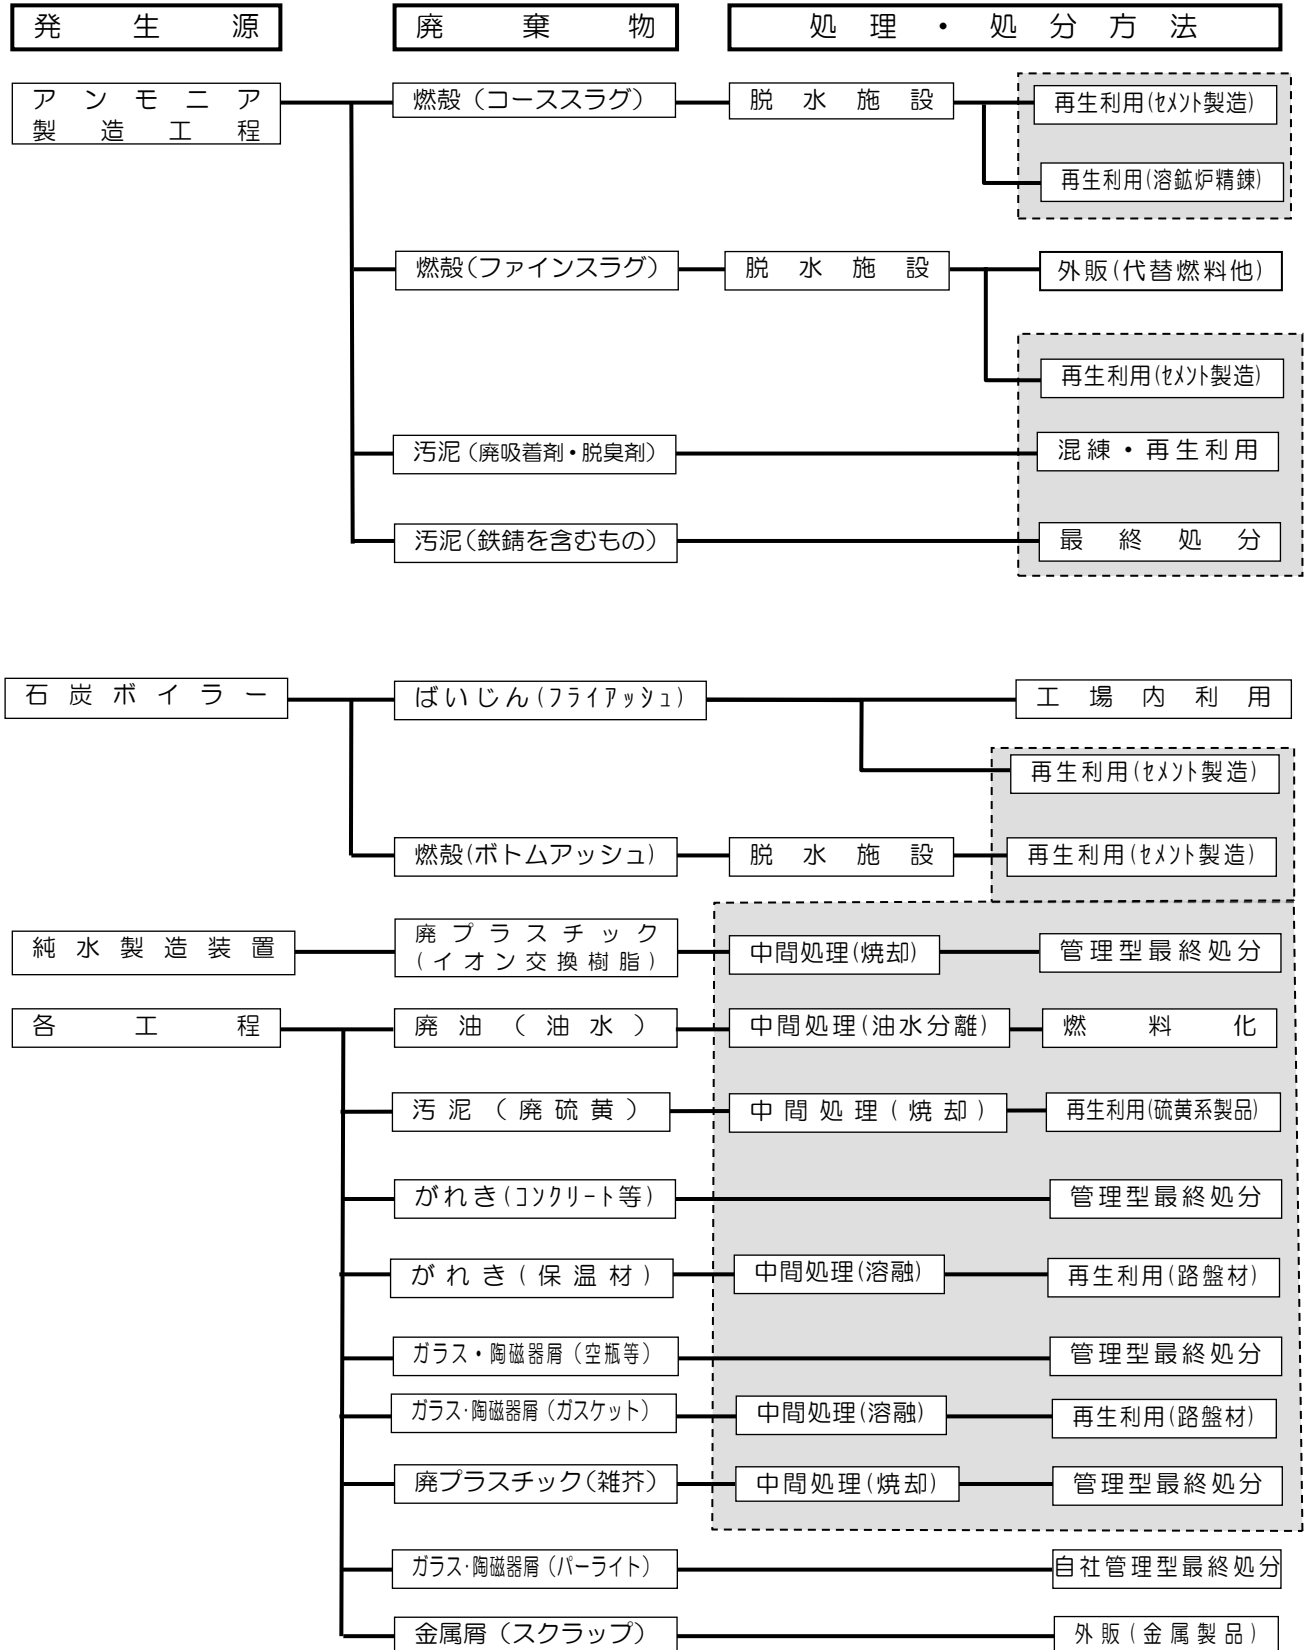 発生源 廃棄物 処理・処分方法
アンモニア
製造工程
燃殻（コーススラグ） 脱水施設 再生利用(ｾﾒﾝﾄ製造)
再生利用(溶鉱炉精錬)
燃殻(ファインスラグ) 脱水施設 外販(代替燃料他)
再生利用(ｾﾒﾝﾄ製造)
汚泥（廃吸着剤・脱臭剤） 混練・再生利用
汚泥(鉄錆を含むもの) 最終処分
石炭ボイラー ばいじん(ﾌﾗｲｱｯｼｭ) 工場内利用
再生利用(ｾﾒﾝﾄ製造)
燃殻(ボトムアッシュ) 脱水施設 再生利用(ｾﾒﾝﾄ製造)
純水製造装置
廃プラスチック
(イオン交換樹脂)
中間処理(焼却) 管理型最終処分
各工程 廃油（油水） 中間処理(油水分離) 燃料化
汚泥（廃硫黄） 中間処理(焼却) 再生利用(硫黄系製品)
がれき(ｺﾝｸﾘｰﾄ等) 管理型最終処分
がれき(保温材) 中間処理(溶融) 再生利用(路盤材)
ガラス・陶磁器屑（空瓶等） 管理型最終処分
ガラス・陶磁器屑（ガスケット） 中間処理(溶融) 再生利用(路盤材)
廃プラスチック(雑芥) 中間処理(焼却) 管理型最終処分
ガラス・陶磁器屑（パーライト） 自社管理型最終処分
金属屑（スクラップ） 外販(金属製品)